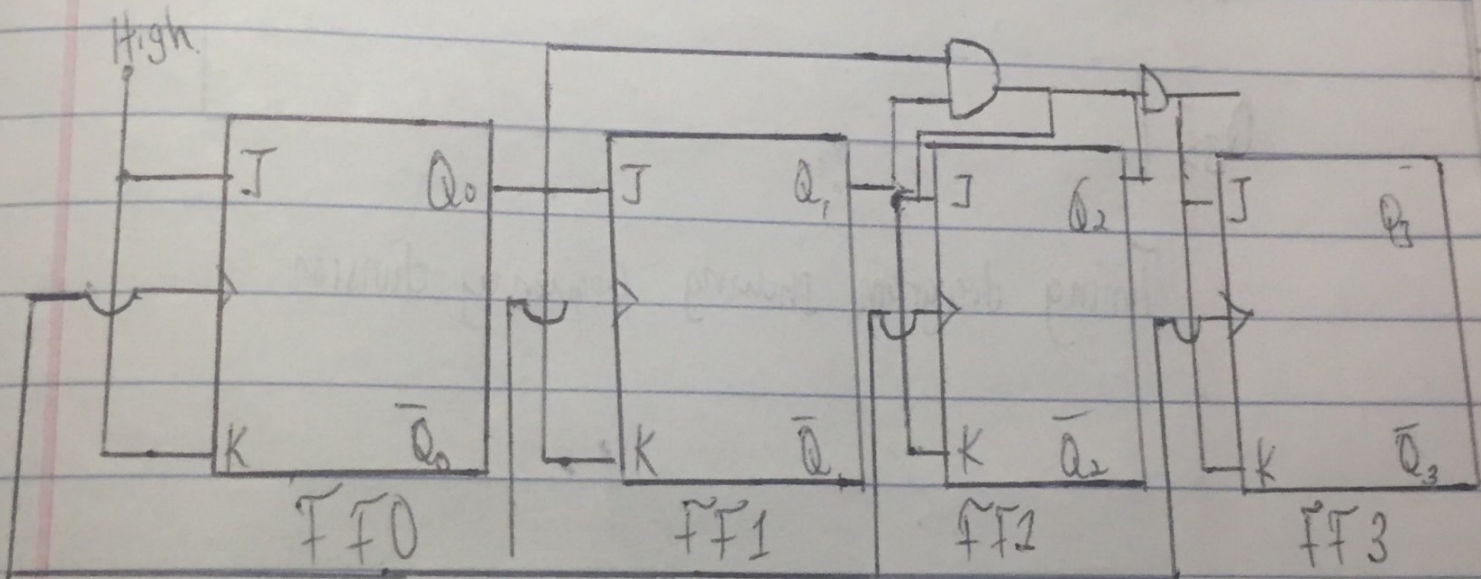 High
J Q₀ J Q₁ J Q₂ J Q₃
K Q̄₀ K Q̄₁ K Q̄₂ K Q̄₃
FF0 FF1 FF2 FF3